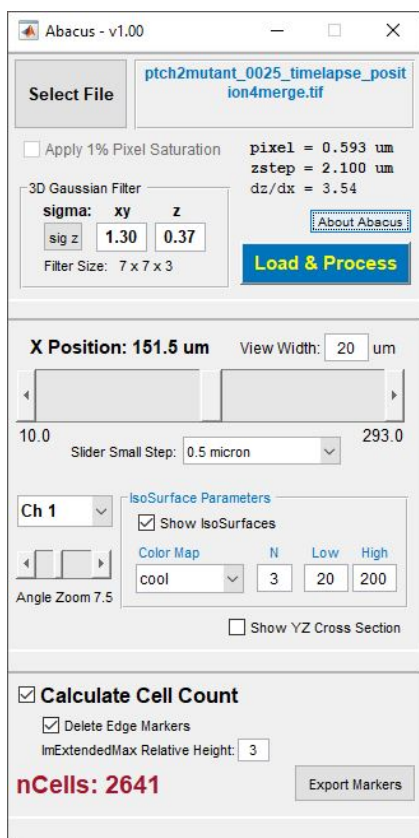 Abacus - v1.00
Select File
ptch2mutant_0025_timelapse_posit
ion4merge.tif
Apply 1% Pixel Saturation
pixel = 0.593 um
zstep = 2.100 um
dz/dx = 3.54
3D Gaussian Filter
sigma: xy z
sig z 1.30 0.37
Filter Size: 7 x 7 x 3
About Abacus
Load & Process
X Position: 151.5 um View Width: 20 um
10.0 293.0
Slider Small Step: 0.5 micron
Ch 1
Angle Zoom 7.5
IsoSurface Parameters
Show IsoSurfaces
Color Map N Low High
cool 3 20 200
Show YZ Cross Section
Calculate Cell Count
Delete Edge Markers
ImExtendedMax Relative Height: 3
nCells: 2641 Export Markers